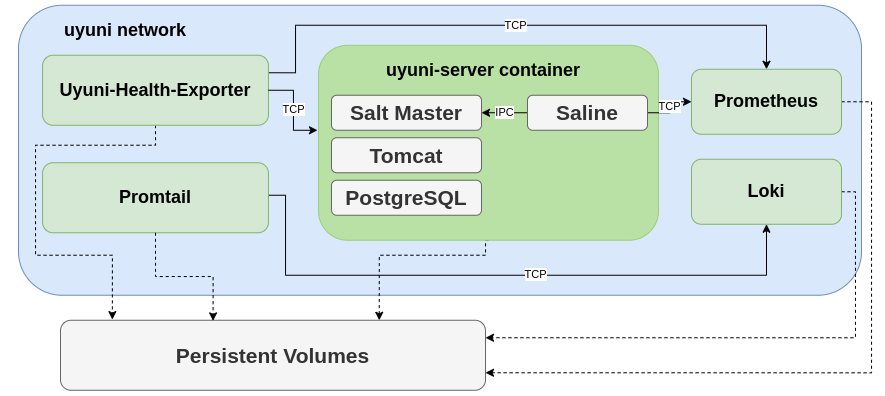 uyuni network
TCP
Uyuni-Health-Exporter
TCP
uyuni-server container
Salt Master
IPC
Saline
TCP
Prometheus
Tomcat
PostgreSQL
Promtail
Loki
TCP
Persistent Volumes